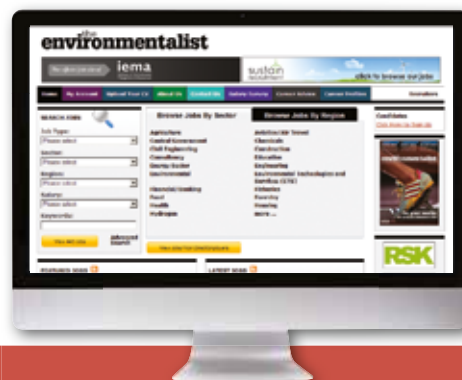 the
environmentalist
iema
sustain
recruitment
click to browse our jobs
Home My Account Upload Your CV About Us Contact Us Salary Survey Career Advice Career Profiles Recruiters
SEARCH JOBS
Job Type:
Please select
Sector:
Please select
Region:
Please select
Salary:
Please select
Keywords:
Advanced Search
Browse Jobs By Sector
Agriculture
Central Government
Civil Engineering
Consultancy
Energy Sector
Environmental
Financial/Banking
Food
Health
Hydrogen
Browse Jobs By Region
Aviation/Air Travel
Chemicals
Construction
Education
Engineering
Environmental Technologies and
Services (ETS)
Fisheries
Forestry
Housing
more ...
Candidates
RSK
FEATURED JOBS
LATEST JOBS